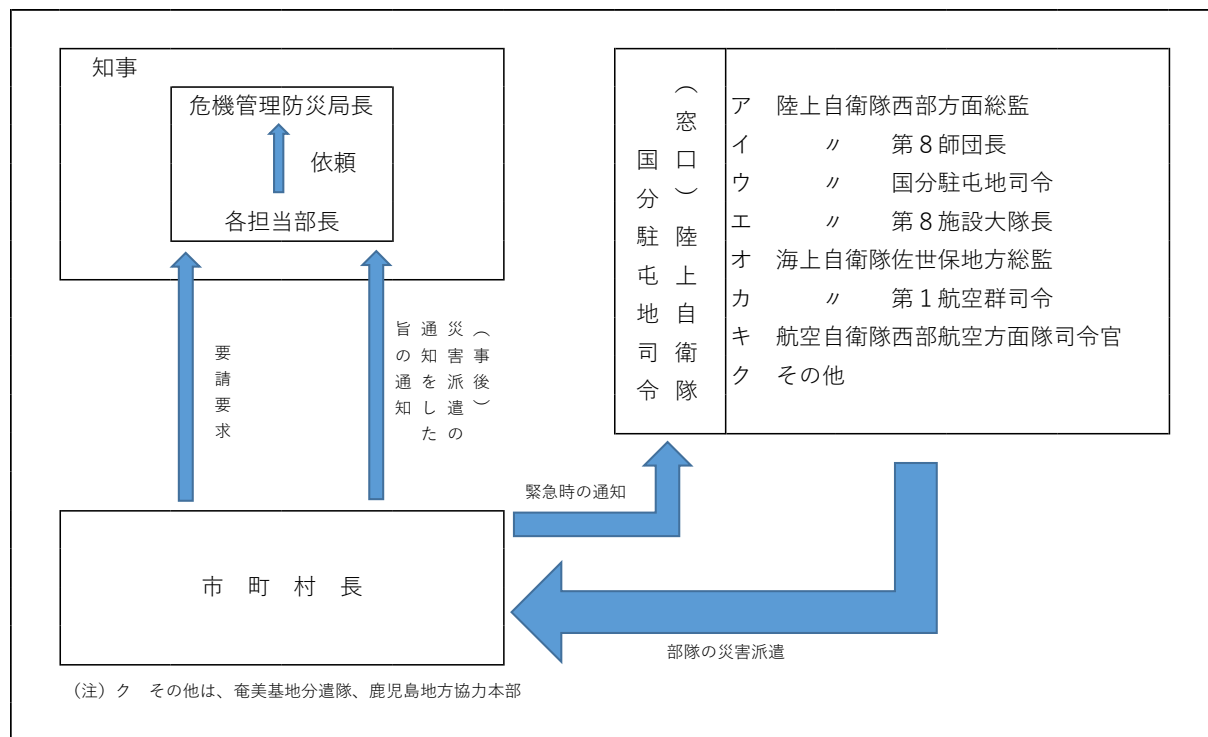 知事
危機管理防災局長
依頼
各担当部長
要請要求
（事後）
災害派遣の
通知をした
旨の通知
（窓口）陸上自衛隊
国分駐屯地司令
ア　陸上自衛隊西部方面総監
イ　　〃　　第８師団長
ウ　　〃　　国分駐屯地司令
エ　　〃　　第８施設大隊長
オ　海上自衛隊佐世保地方総監
カ　　〃　　第１航空群司令
キ　航空自衛隊西部航空方面隊司令官
ク　その他
緊急時の通知
市　町　村　長
部隊の災害派遣
（注）ク　その他は、奄美基地分遣隊、鹿児島地方協力本部